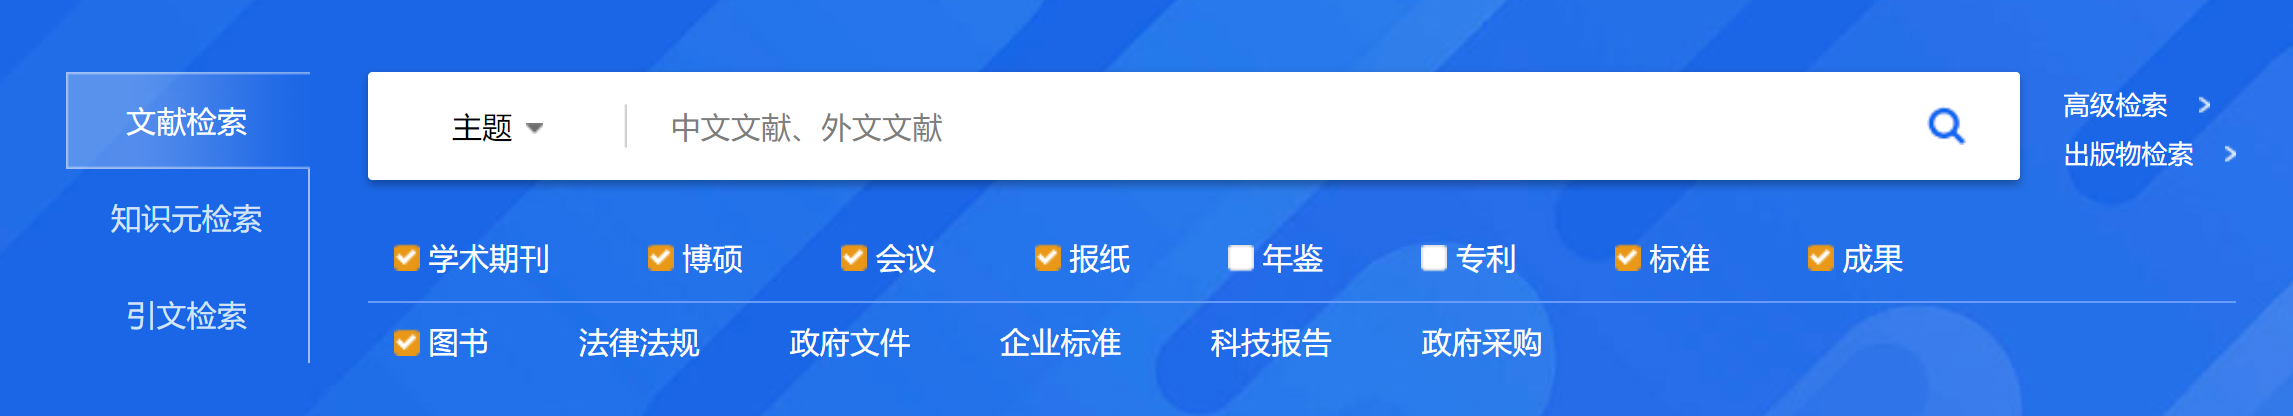 文献检索
知识元检索
引文检索
主题
中文文献、外文文献
高级检索
出版物检索
学术期刊 博硕 会议 报纸 年鉴 专利 标准 成果
图书 法律法规 政府文件 企业标准 科技报告 政府采购